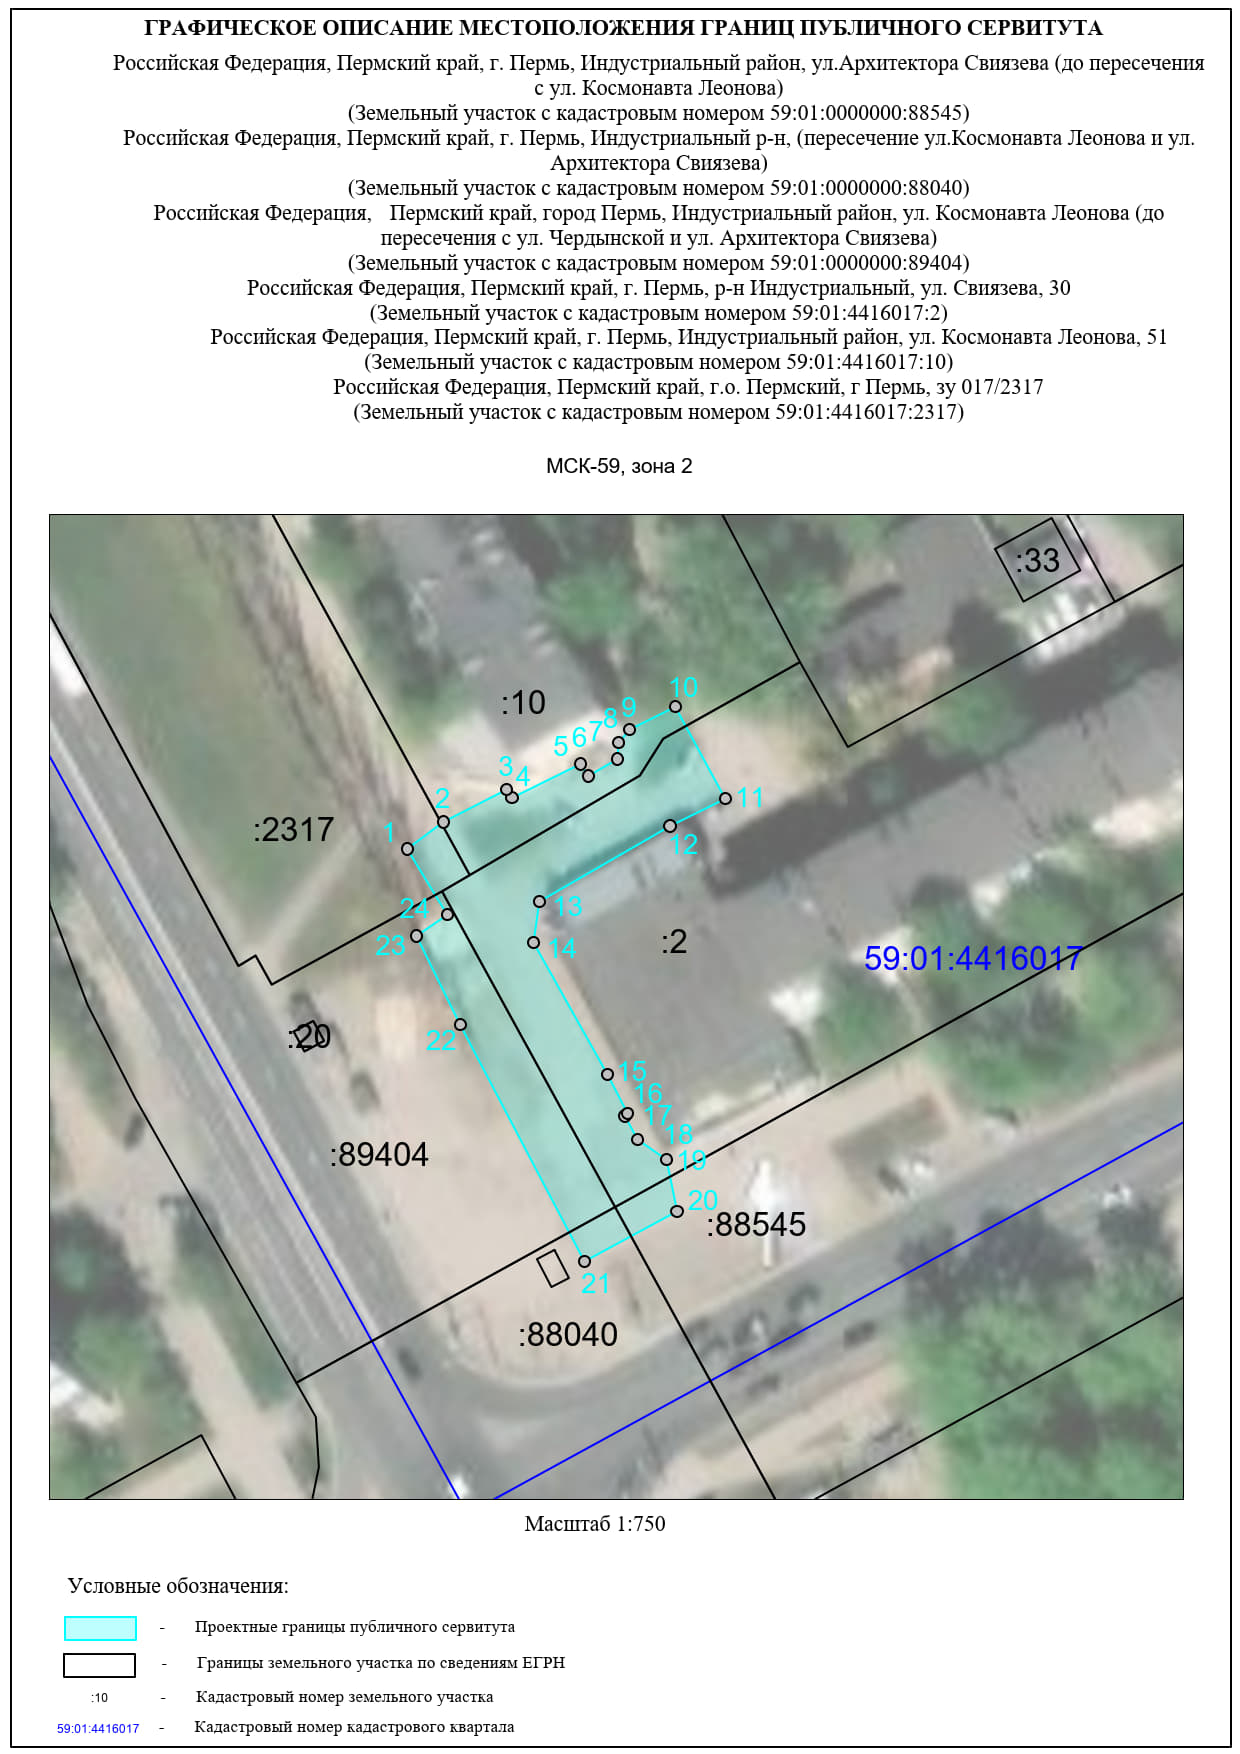 ГРАФИЧЕСКОЕ ОПИСАНИЕ МЕСТОПОЛОЖЕНИЯ ГРАНИЦ ПУБЛИЧНОГО СЕРВИТУТА
Российская Федерация, Пермский край, г. Пермь, Индустриальный район, ул.Архитектора Свиязева (до пересечения
с ул. Космонавта Леонова)
(Земельный участок с кадастровым номером 59:01:0000000:88545)
Российская Федерация, Пермский край, г. Пермь, Индустриальный р-н, (пересечение ул.Космонавта Леонова и ул.
Архитектора Свиязева)
(Земельный участок с кадастровым номером 59:01:0000000:88040)
Российская Федерация, Пермский край, город Пермь, Индустриальный район, ул. Космонавта Леонова (до
пересечения с ул. Чердынской и ул. Архитектора Свиязева)
(Земельный участок с кадастровым номером 59:01:0000000:89404)
Российская Федерация, Пермский край, г. Пермь, р-н Индустриальный, ул. Свиязева, 30
(Земельный участок с кадастровым номером 59:01:4416017:2)
Российская Федерация, Пермский край, г. Пермь, Индустриальный район, ул. Космонавта Леонова, 51
(Земельный участок с кадастровым номером 59:01:4416017:10)
Российская Федерация, Пермский край, г.о. Пермский, г Пермь, зу 017/2317
(Земельный участок с кадастровым номером 59:01:4416017:2317)
МСК-59, зона 2
:33
:10
10
9
8
7
6
5
3
4
2
11
1
:2317
12
13
24
23
14
:2
59:01:4416017
22
:20
15
16
17
18
19
:89404
20
:88545
21
:88040
Масштаб 1:750
Условные обозначения:
- Проектные границы публичного сервитута
- Границы земельного участка по сведениям ЕГРН
:10 - Кадастровый номер земельного участка
59:01:4416017 - Кадастровый номер кадастрового квартала